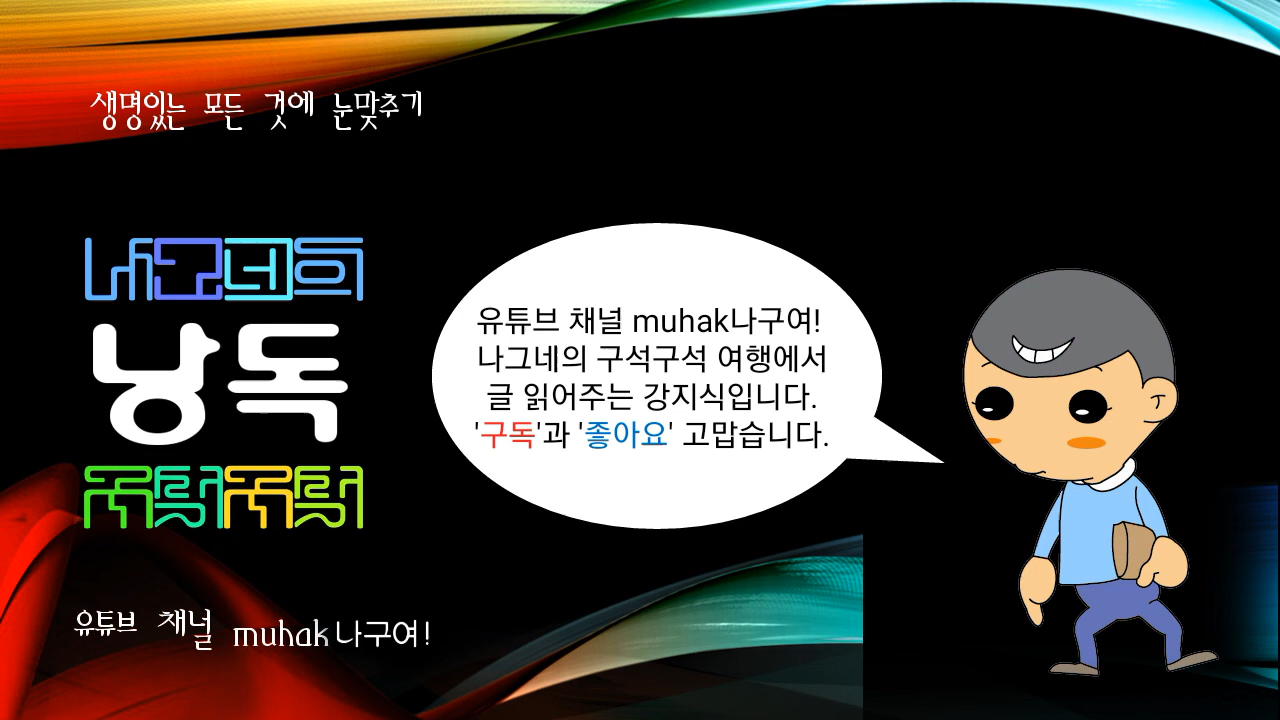 생명있는 모든 것에 눈맞추기
나그네의
낭독
구석구석
유튜브 채널 muhak나구여!
나그네의 구석구석 여행에서
글 읽어주는 강지식입니다.
'구독'과 '좋아요' 고맙습니다.
유튜브 채널 muhak나구여!